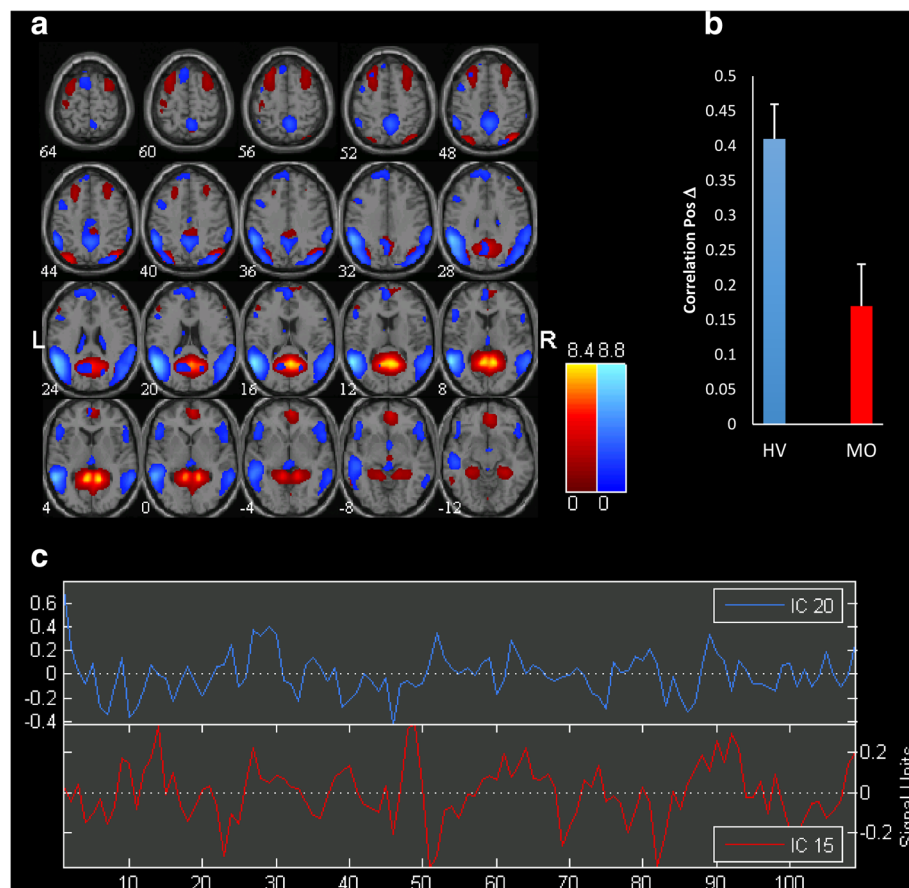 a
64 60 56 52 48
44 40 36 32 28
L R
24 20 16 12 8
4 0 -4 -8 -12
8.4 8.8
0 0
b
0.5
0.45
0.4
0.35
0.3
0.25
0.2
0.15
0.1
0.05
0
Correlation Pos Δ
HV MO
c
0.6
0.4
0.2
0
-0.2
-0.4
IC 20
0.2
0
-0.2
Signal Units
IC 15
10 20 30 40 50 60 70 80 90 100